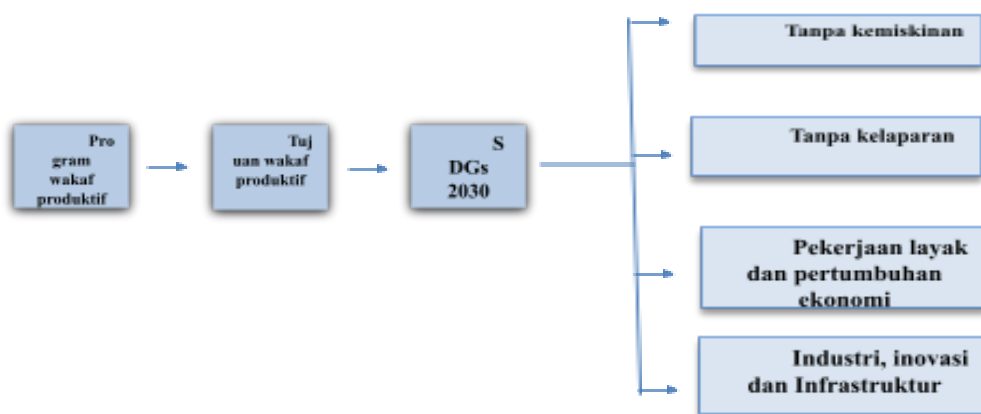 Pro
gram
wakaf
produktif
Tuj
uan wakaf
produktif
S
DGs
2030
Tanpa kemiskinan
Tanpa kelaparan
Pekerjaan layak
dan pertumbuhan
ekonomi
Industri, inovasi
dan Infrastruktur